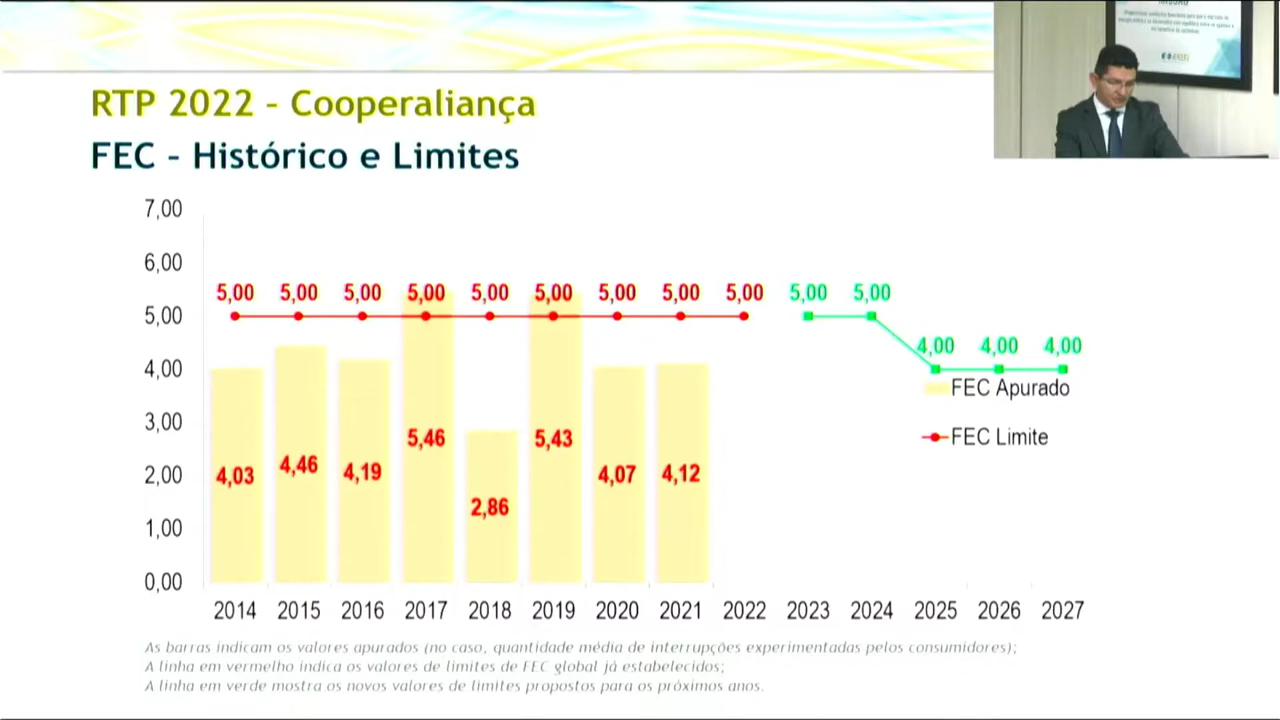 RTP 2022 - Cooperaliança
FEC - Histórico e Limites
7,00
6,00
5,00
4,00
3,00
2,00
1,00
0,00
5,00 5,00 5,00 5,00 5,00 5,00 5,00 5,00 5,00 5,00 5,00
4,00 4,00 4,00
4,03 4,46 4,19 5,46 2,86 5,43 4,07 4,12
FEC Apurado
FEC Limite
2014 2015 2016 2017 2018 2019 2020 2021 2022 2023 2024 2025 2026 2027
As barras indicam os valores apurados (no caso, quantidade média de interrupções experimentadas pelos consumidores);
A linha em vermelho indica os valores de limites de FEC global já estabelecidos;
A linha em verde mostra os novos valores de limites propostos para os próximos anos.